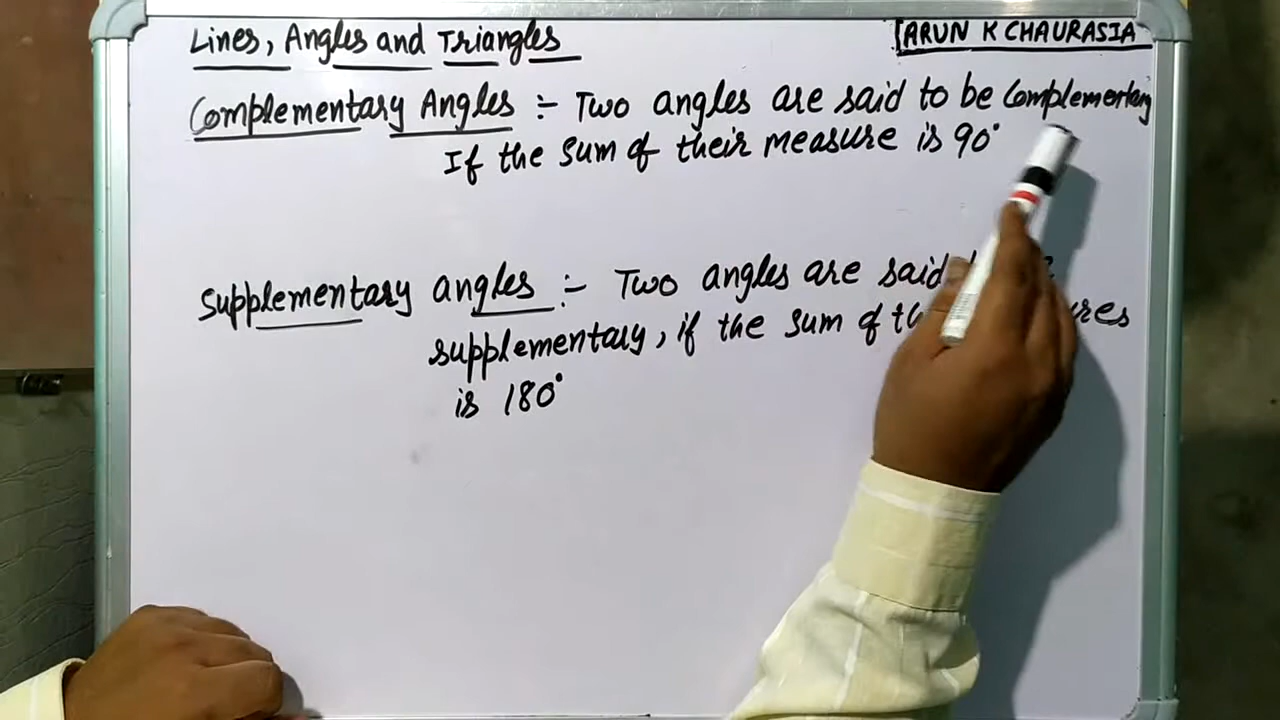 Lines, Angles and Triangles
TARUN K CHAURASIA
Complementary Angles :- Two angles are said to be Complementary
If the sum of their measure is 90°
Supplementary angles :- Two angles are said
supplementary, if the sum of
is 180°